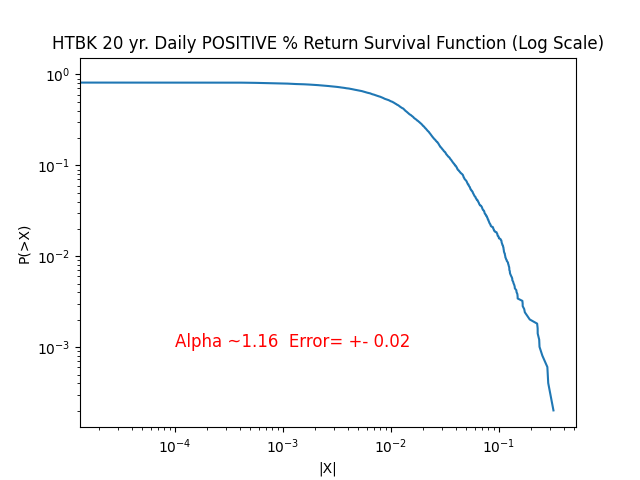 HTBK 20 yr. Daily POSITIVE % Return Survival Function (Log Scale)
10⁰
10⁻¹
10⁻²
10⁻³
P(>X)
Alpha ~1.16  Error= +- 0.02
10⁻⁴ 10⁻³ 10⁻² 10⁻¹
|X|